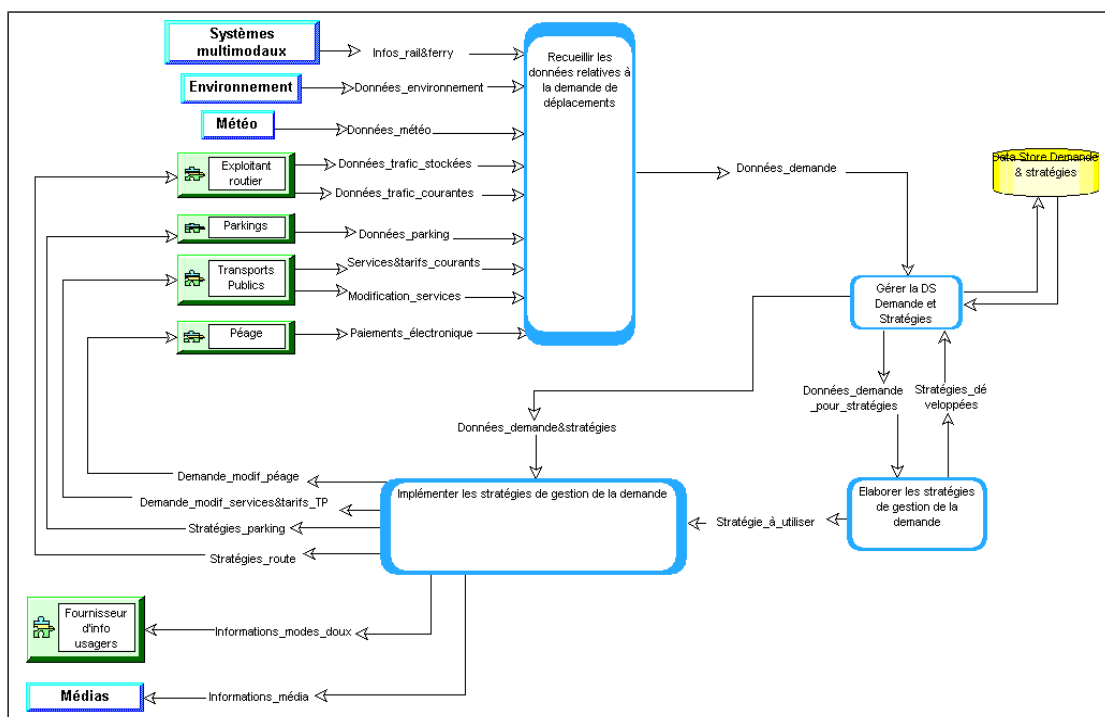 Systèmes
multimodaux
Infos_rail&ferry
Environnement
Données_environnement
Météo
Données_météo
Exploitant
routier
Données_trafic_stockées
Données_trafic_courantes
Parkings
Données_parking
Transports
Publics
Services&tarifs_courants
Modification_services
Péage
Paiements_électronique
Recueillir les
données relatives à
la demande de
déplacements
Données_demande
Data Store Demande
& stratégies
Gérer la DS
Demande et
Stratégies
Données_demande
_pour_stratégies
Stratégies_dé
veloppées
Données_demande&stratégies
Demande_modif_péage
Demande_modif_services&tarifs_TP
Stratégies_parking
Stratégies_route
Implémenter les stratégies de gestion de la demande
Stratégie_à_utiliser
Elaborer les stratégies
de gestion de la
demande
Fournisseur
d'info
usagers
Informations_modes_doux
Médias
Informations_média